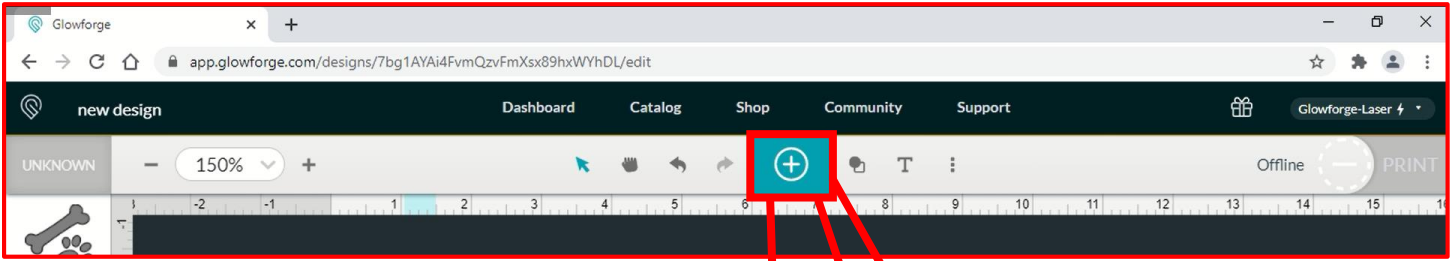 Glowforge
app.glowforge.com/designs/7bg1AYAi4FvmQzvFmXsx89hxWYhDL/edit
new design Dashboard Catalog Shop Community Support Glowforge-Laser
UNKNOWN 150% T Offline PRINT
-2 -1 1 2 3 4 5 6 8 9 10 11 12 13 14 15